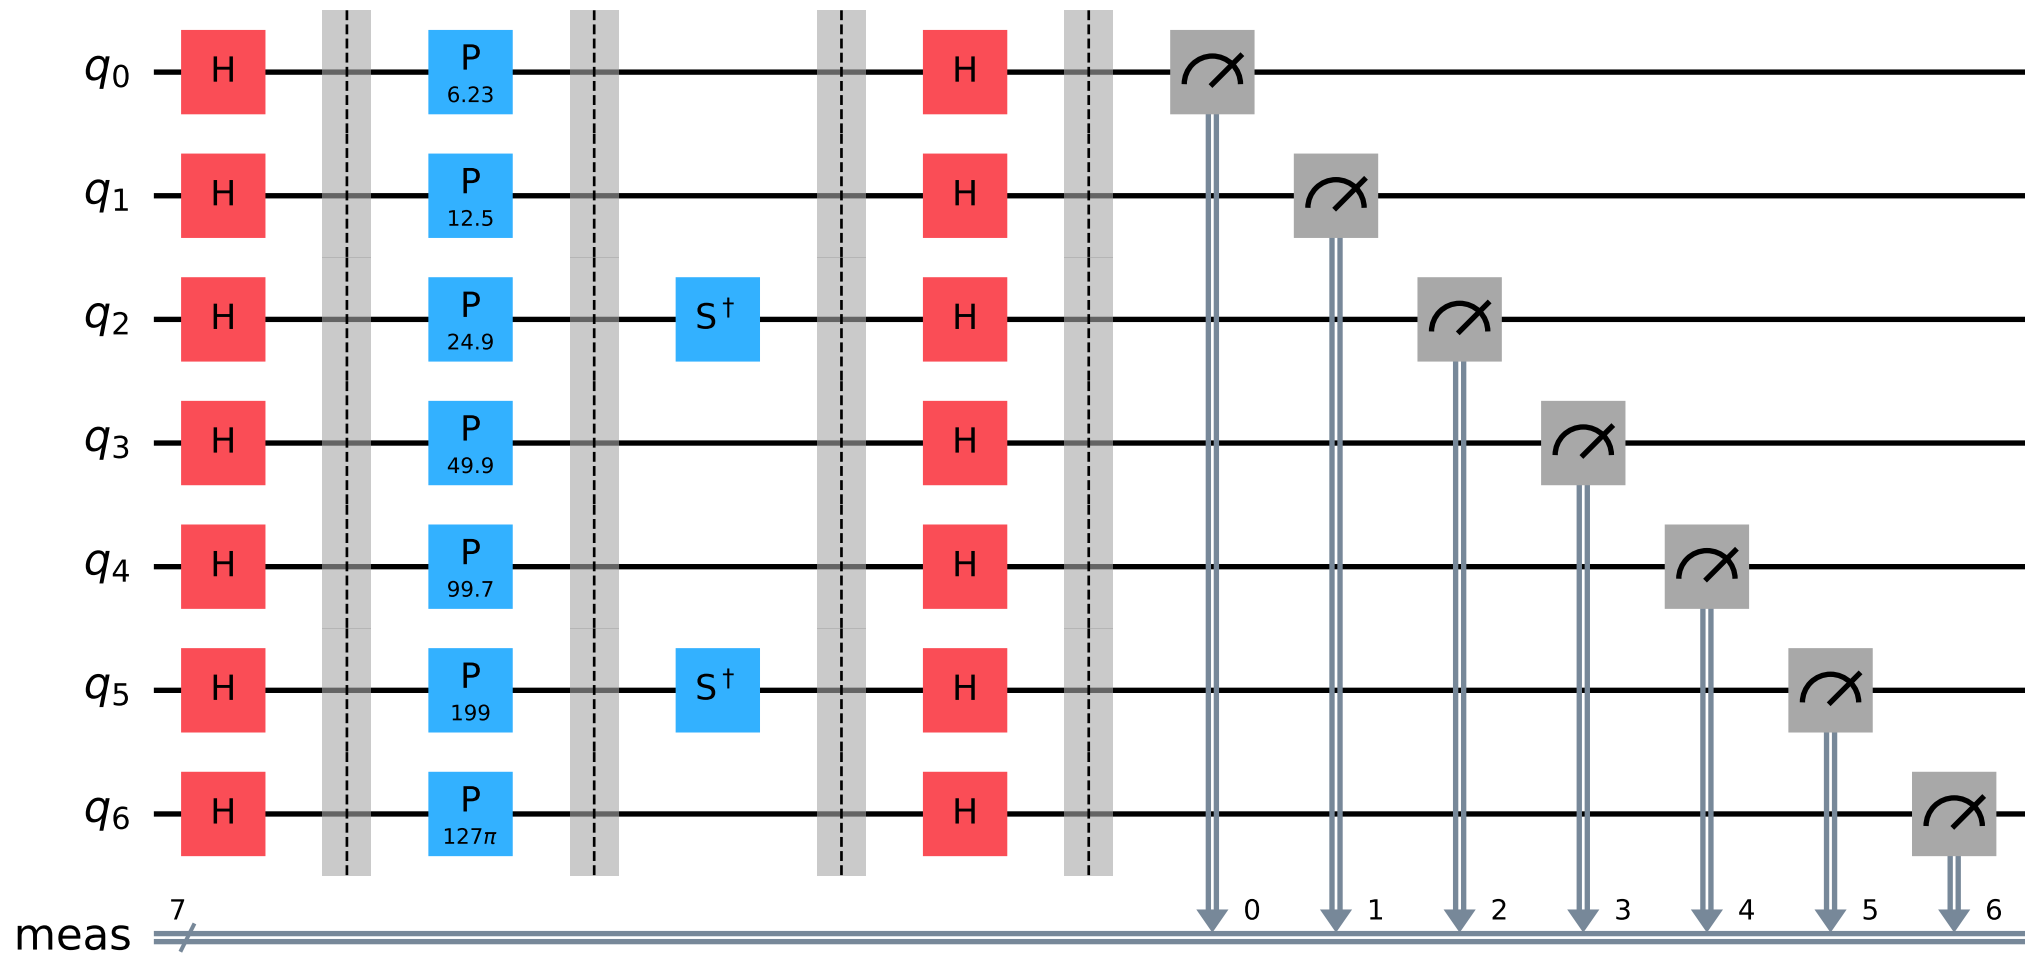 q0 H P 6.23 H
q1 H P 12.5 H
q2 H P 24.9 S† H
q3 H P 49.9 H
q4 H P 99.7 H
q5 H P 199 S† H
q6 H P 127π H
7 0 1 2 3 4 5 6
meas